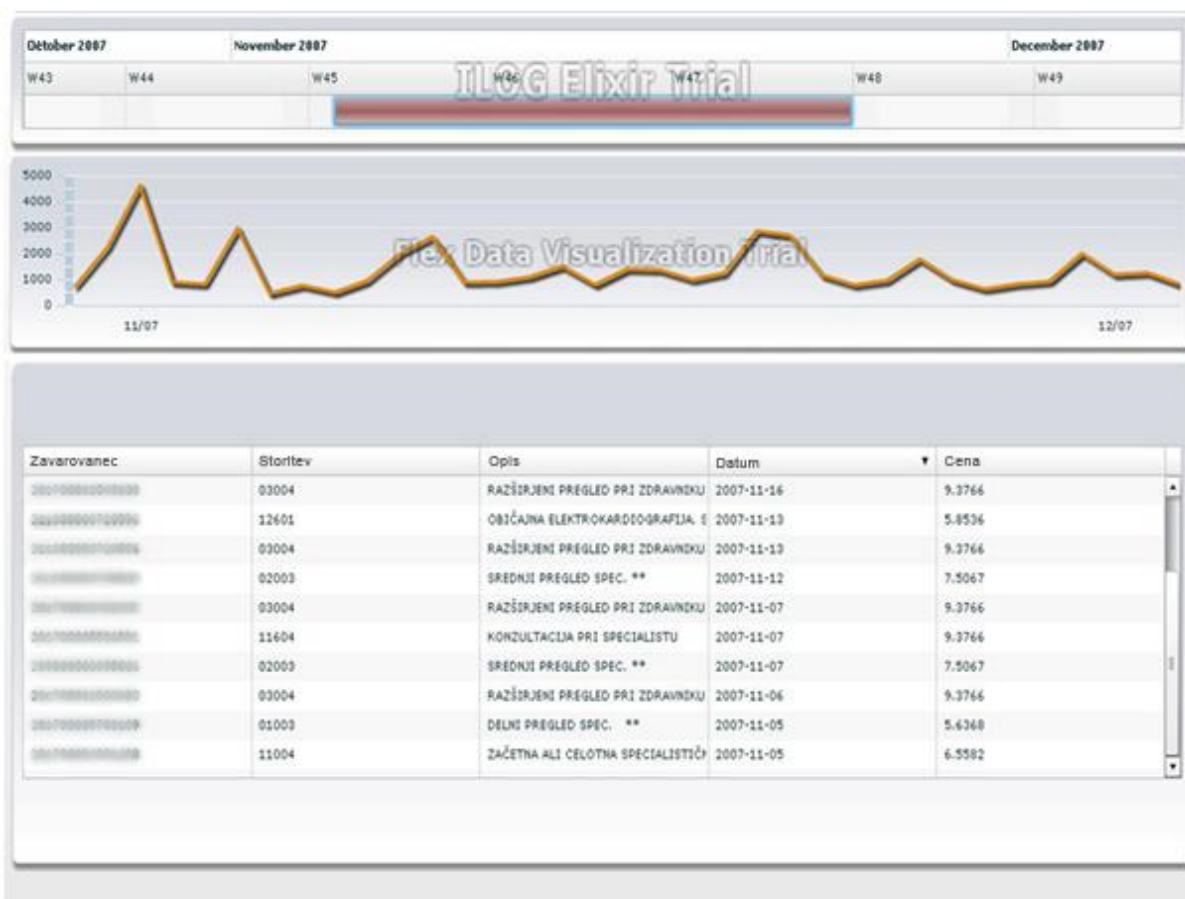 October 2007 November 2007 December 2007
W43 W44 W45 W46 W47 W48 W49
ILOG Elixir Trial
5000
4000
3000
2000
1000
0
Flex Data Visualization Trial
11/07 12/07
Zavarovanec Storitev Opis Datum Cena
03004 RAZŠIRJENI PREGLED PRI ZDRAVNIKU 2007-11-16 9.3766
12601 OBIČAJNA ELEKTROKARDIOGRAFIJA. S 2007-11-13 5.8536
03004 RAZŠIRJENI PREGLED PRI ZDRAVNIKU 2007-11-13 9.3766
02003 SREDNJI PREGLED SPEC. ** 2007-11-12 7.5067
03004 RAZŠIRJENI PREGLED PRI ZDRAVNIKU 2007-11-07 9.3766
11604 KONZULTACIJA PRI SPECIALISTU 2007-11-07 9.3766
02003 SREDNJI PREGLED SPEC. ** 2007-11-07 7.5067
03004 RAZŠIRJENI PREGLED PRI ZDRAVNIKU 2007-11-06 9.3766
01003 DELNI PREGLED SPEC. ** 2007-11-05 5.6368
11004 ZAČETNA ALI CELOTNA SPECIALISTIČN 2007-11-05 6.5582